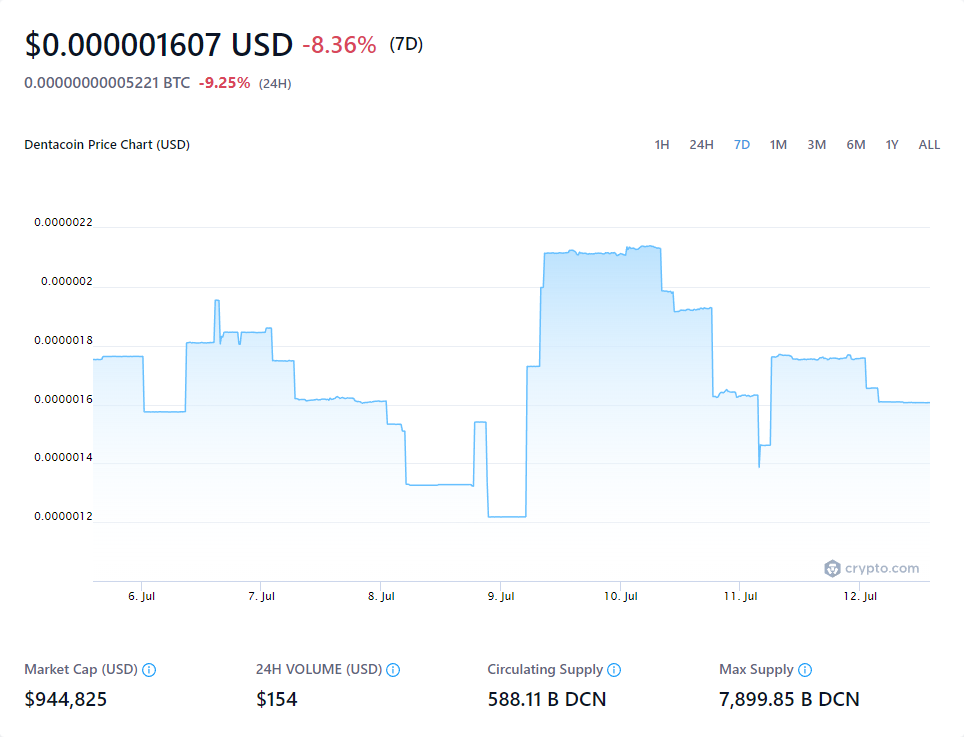 $0.000001607 USD -8.36% (7D)
0.00000000005221 BTC -9.25% (24H)
Dentacoin Price Chart (USD) 1H 24H 7D 1M 3M 6M 1Y ALL
0.0000022
0.000002
0.0000018
0.0000016
0.0000014
0.0000012
crypto.com
6. Jul 7. Jul 8. Jul 9. Jul 10. Jul 11. Jul 12. Jul
Market Cap (USD) 24H VOLUME (USD) Circulating Supply Max Supply
$944,825 $154 588.11 B DCN 7,899.85 B DCN